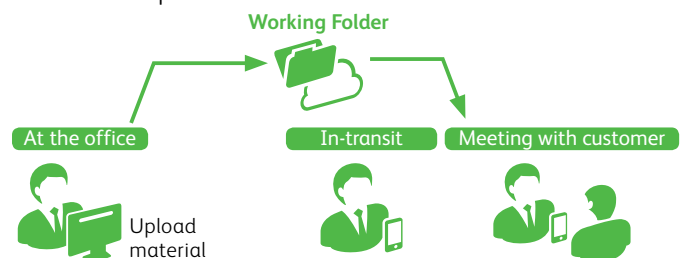 Working Folder
At the office
In-transit
Meeting with customer
Upload
material